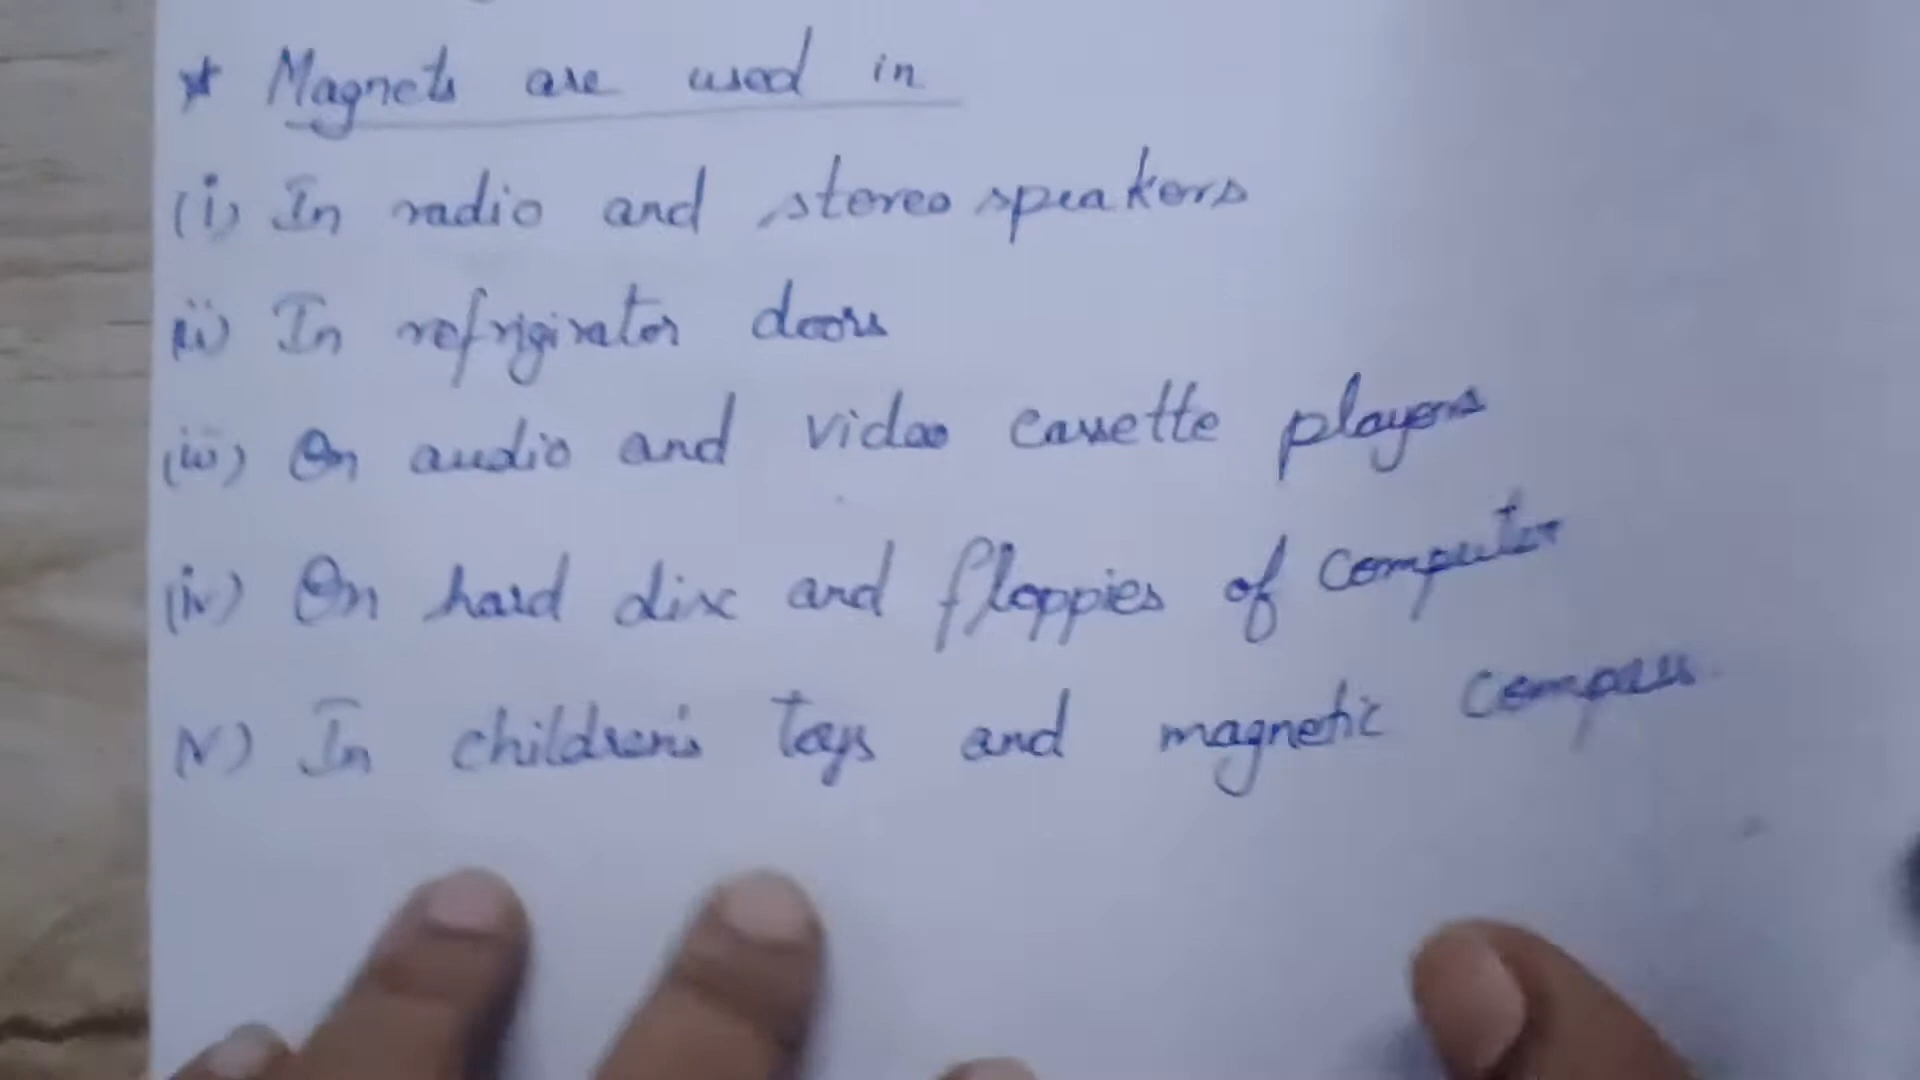 * Magnets are used in
(i) In radio and stereo speakers
(ii) In refrigirator doors
(iii) On audio and video cassette players
(iv) On hard disc and floppies of computer
(v) In children's toys and magnetic compass